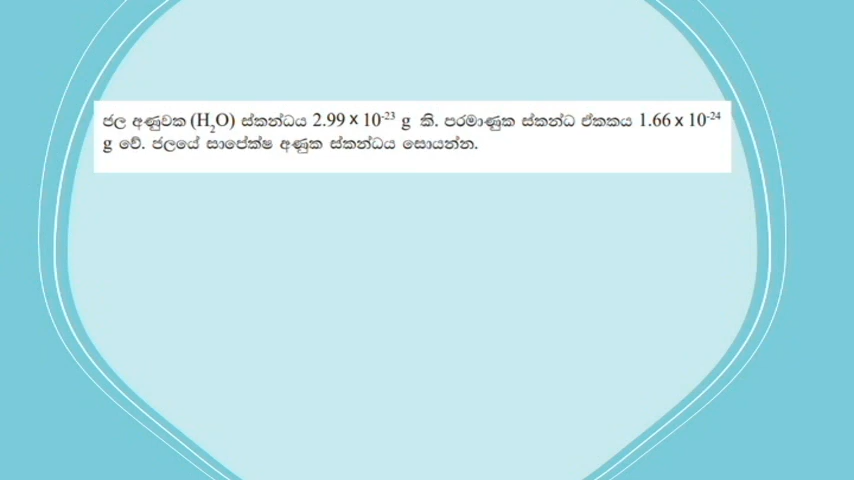 ජල අණුවක (H₂O) ස්කන්ධය 2.99 × 10⁻²³ g කි. පරමාණුක ස්කන්ධ ඒකකය 1.66 x 10⁻²⁴
g වේ. ජලයේ සාපේක්ෂ අණුක ස්කන්ධය සොයන්න.